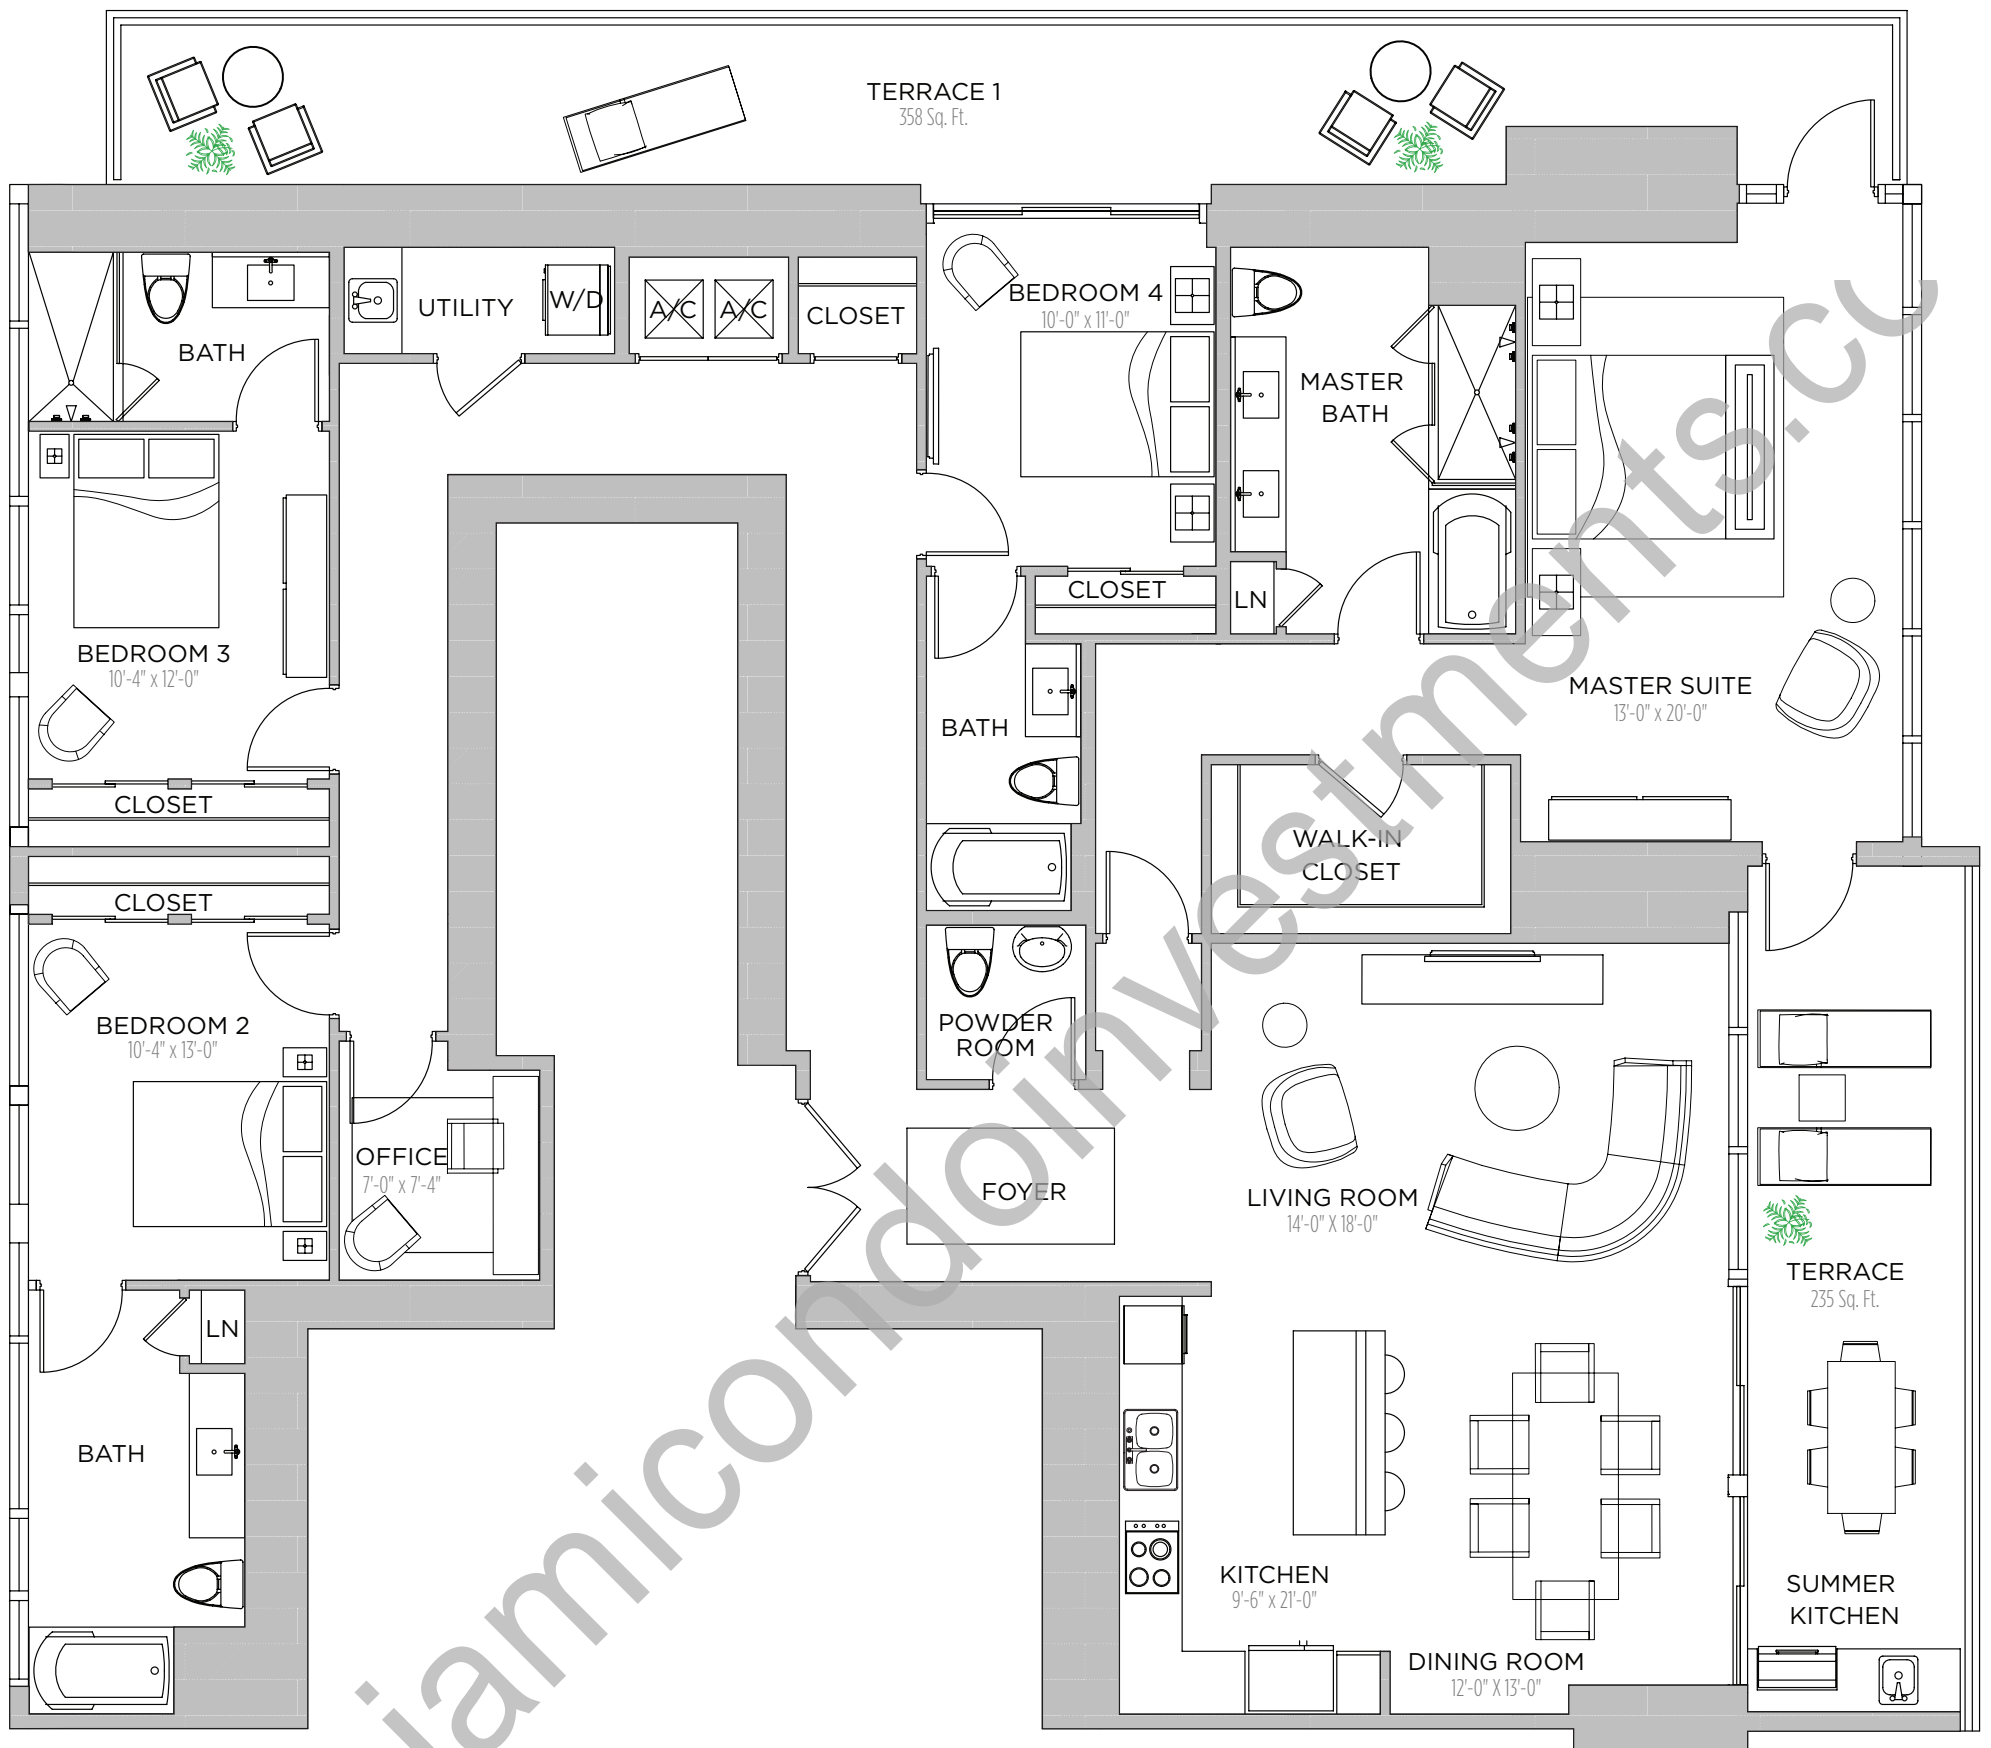 TERRACE 1
358 Sq. Ft.
BATH
UTILITY
W/D
A/C
A/C
CLOSET
BEDROOM 4
10'-0" x 11'-0"
MASTER
BATH
BEDROOM 3
10'-4" x 12'-0"
CLOSET
LN
MASTER SUITE
13'-0" x 20'-0"
BATH
CLOSET
WALK-IN
CLOSET
CLOSET
BEDROOM 2
10'-4" x 13'-0"
POWDER
ROOM
OFFICE
7'-0" x 7'-4"
FOYER
LIVING ROOM
14'-0" X 18'-0"
TERRACE
235 Sq. Ft.
LN
BATH
KITCHEN
9'-6" x 21'-0"
SUMMER
KITCHEN
DINING ROOM
12'-0" X 13'-0"
iamicondoinvestments.cc